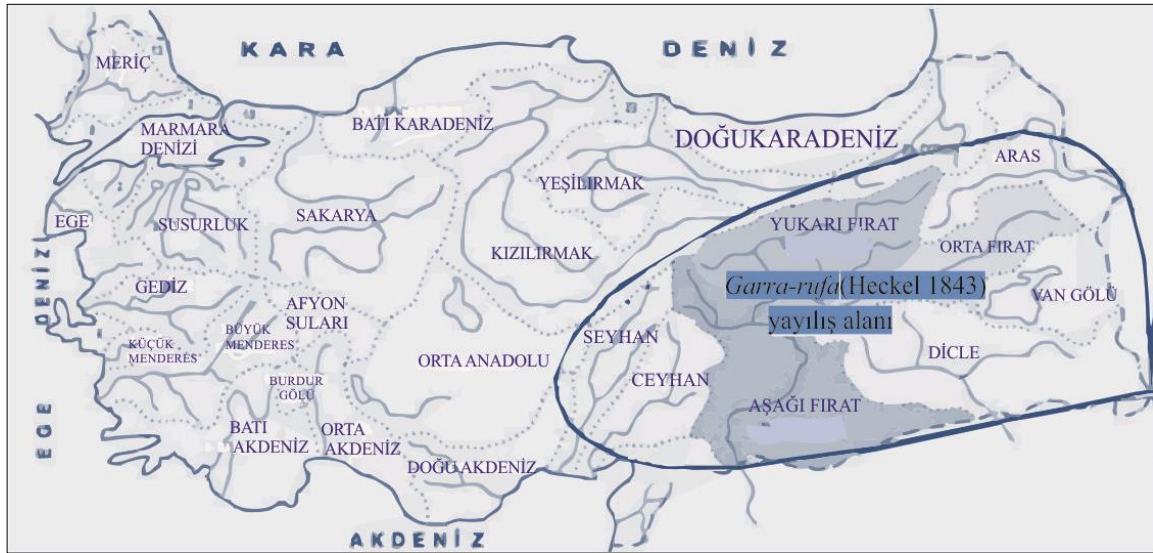 KARA DENİZ
MERİÇ
MARMARA
DENİZİ
BATI KARADENİZ
DOĞUKARADENİZ
ARAS
YEŞİLIRMAK
EGE
SUSURLUK
SAKARYA
YUKARI FIRAT
ORTA FIRAT
KIZILIRMAK
EGE DENİZİ
GEDİZ
AFYON
SULARI
Garra-rufa(Heckel 1843)
yayılış alanı
VAN GÖLÜ
KÜÇÜK
MENDERES
BÜYÜK
MENDERES
SEYHAN
DİCLE
ORTA ANADOLU
CEYHAN
BURDUR
GÖLÜ
AŞAĞI FIRAT
BATI
AKDENİZ
ORTA
AKDENİZ
DOĞU AKDENİZ
AKDENİZ